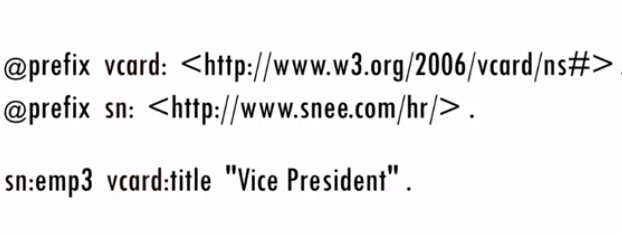 @prefix vcard: <http://www.w3.org/2006/vcard/ns#> .
@prefix sn: <http://www.snee.com/hr/> .
sn:emp3 vcard:title "Vice President" .